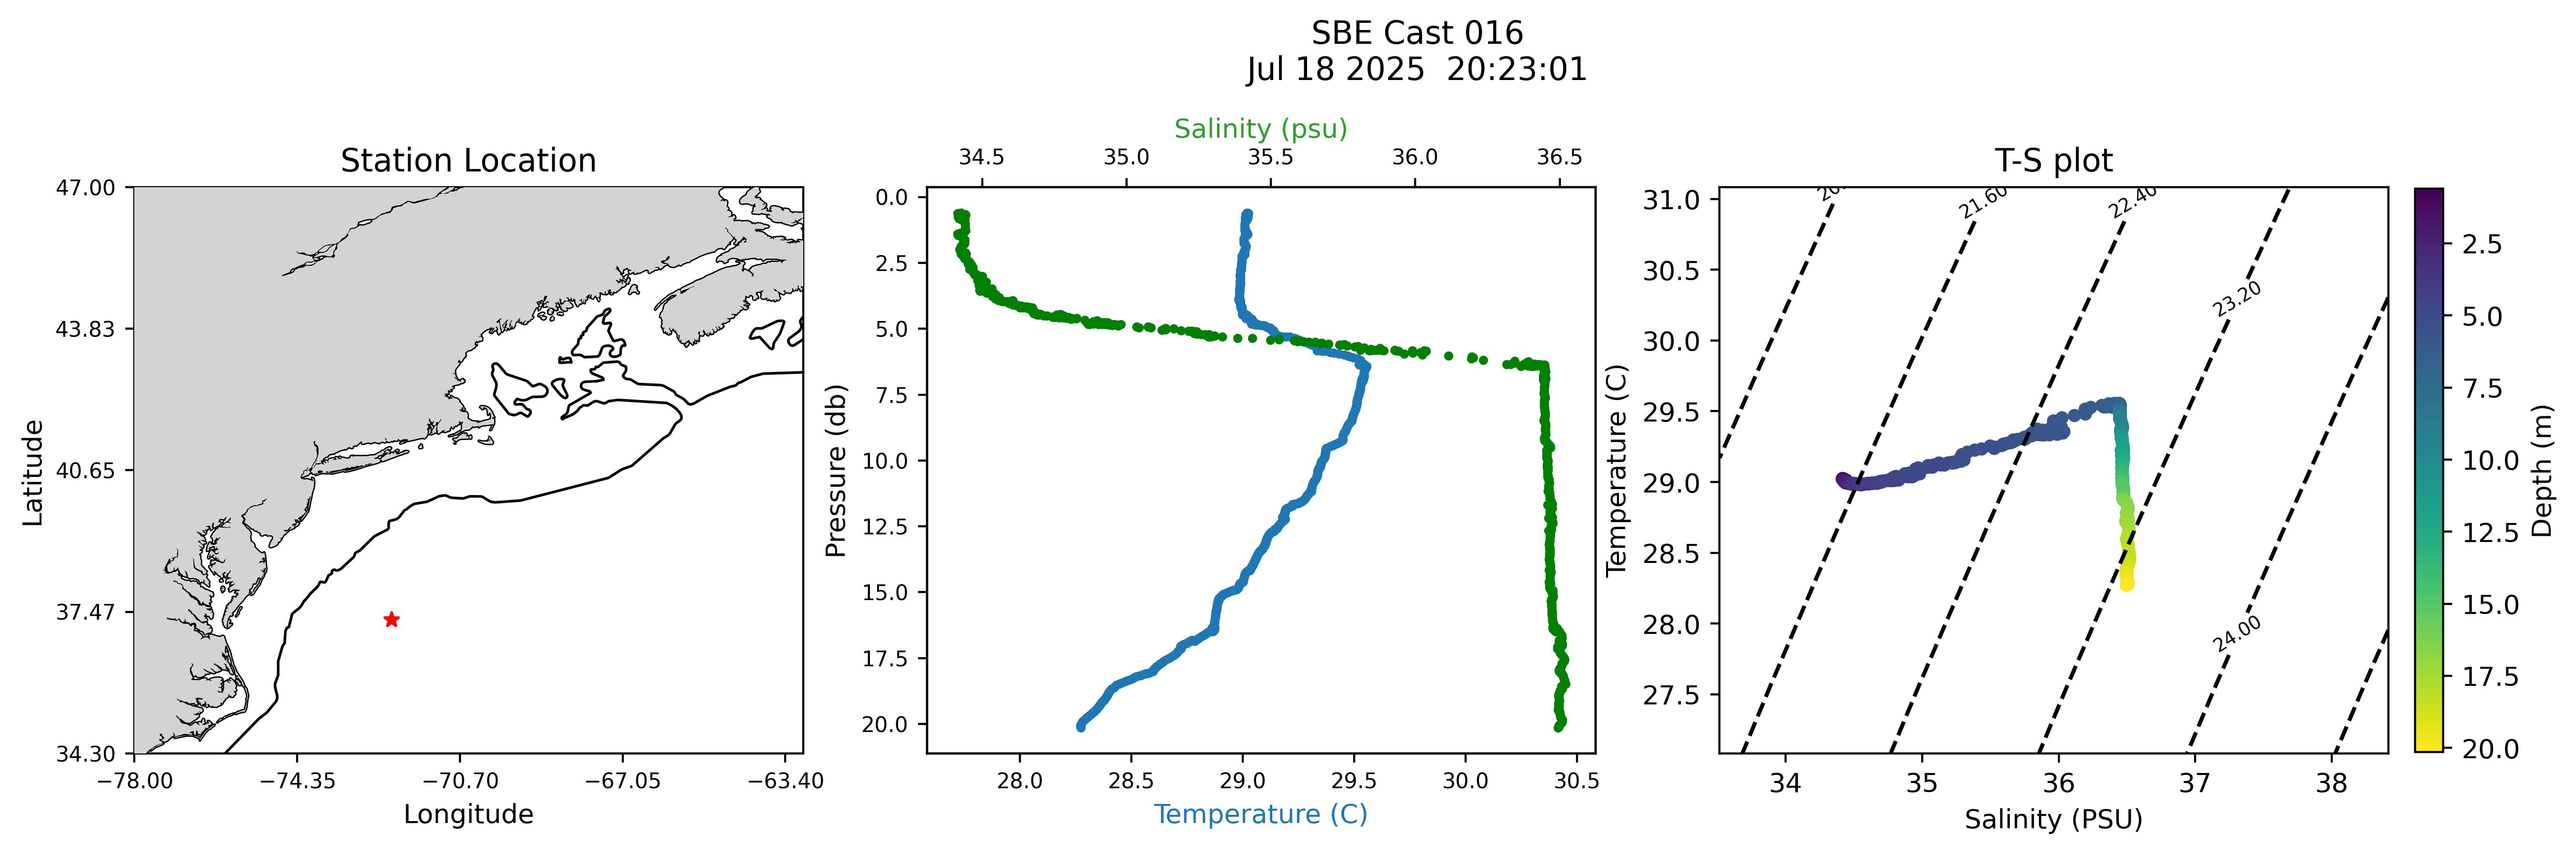 SBE Cast 016
Jul 18 2025  20:23:01
Station Location
47.00
43.83
40.65
37.47
34.30
Latitude
−78.00 −74.35 −70.70 −67.05 −63.40
Longitude
Salinity (psu)
34.5 35.0 35.5 36.0 36.5
0.0
2.5
5.0
7.5
10.0
12.5
15.0
17.5
20.0
Pressure (db)
28.0 28.5 29.0 29.5 30.0 30.5
Temperature (C)
T-S plot
31.0
30.5
30.0
29.5
29.0
28.5
28.0
27.5
Temperature (C)
21.60
22.40
23.20
24.00
34 35 36 37 38
Salinity (PSU)
2.5
5.0
7.5
10.0
12.5
15.0
17.5
20.0
Depth (m)